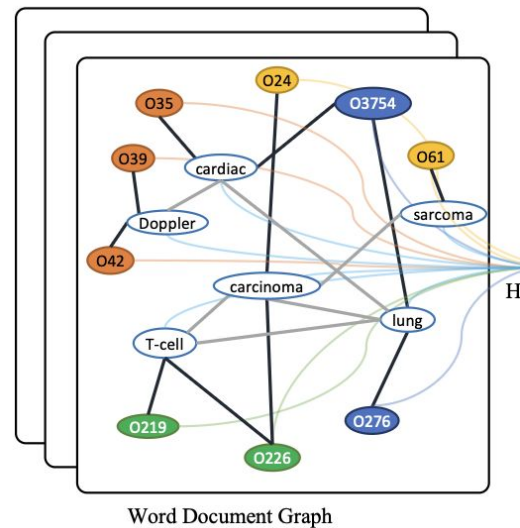 O24
O35
O3754
O39
O61
cardiac
Doppler
sarcoma
O42
carcinoma
H
lung
T-cell
O219
O276
O226
Word Document Graph